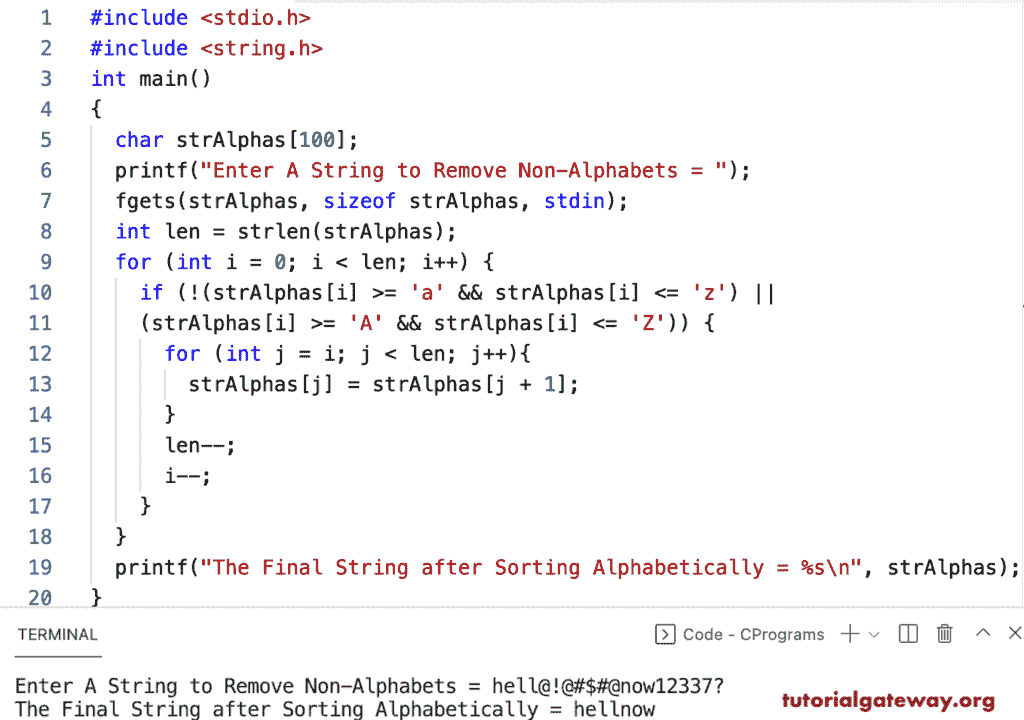 1 #include <stdio.h>
2 #include <string.h>
3 int main()
4 {
5 char strAlphas[100];
6 printf("Enter A String to Remove Non-Alphabets = ");
7 fgets(strAlphas, sizeof strAlphas, stdin);
8 int len = strlen(strAlphas);
9 for (int i = 0; i < len; i++) {
10 if (!(strAlphas[i] >= 'a' && strAlphas[i] <= 'z') ||
11 (strAlphas[i] >= 'A' && strAlphas[i] <= 'Z')) {
12 for (int j = i; j < len; j++){
13 strAlphas[j] = strAlphas[j + 1];
14 }
15 len--;
16 i--;
17 }
18 }
19 printf("The Final String after Sorting Alphabetically = %s\n", strAlphas);
20 }
TERMINAL Code - CPrograms
Enter A String to Remove Non-Alphabets = hell@!@#$#@now12337?
The Final String after Sorting Alphabetically = hellnow
tutorialgateway.org